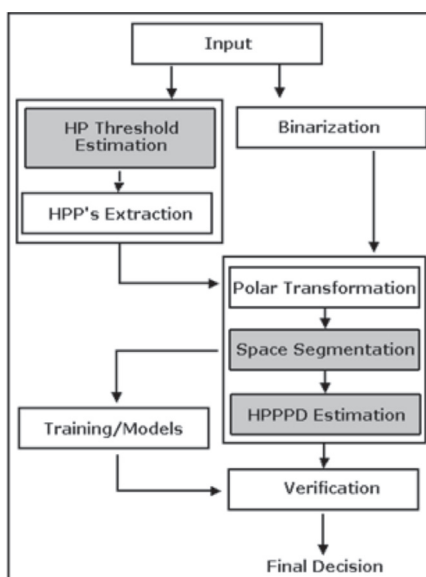 Input
HP Threshold
Estimation
Binarization
HPP's Extraction
Polar Transformation
Space Segmentation
HPPPD Estimation
Training/Models
Verification
Final Decision